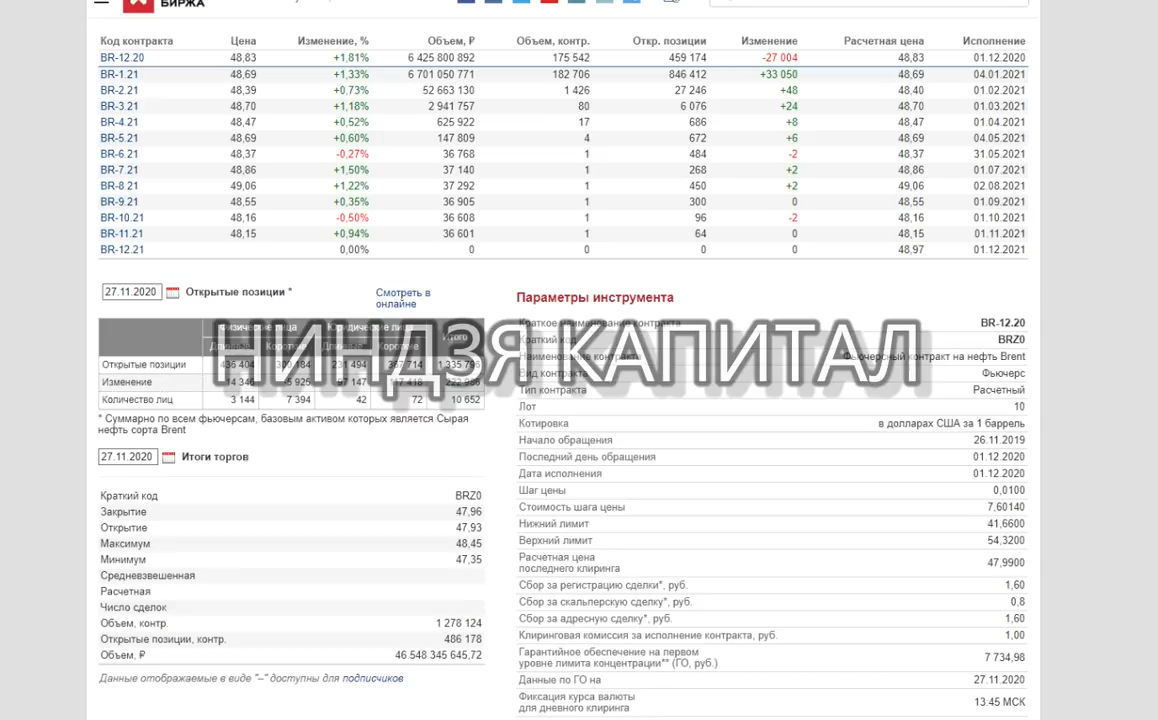 БИРЖА
Код контракта Цена Изменение, % Объем, ₽ Объем, контр. Откр. позиции Изменение Расчетная цена Исполнение
BR-12.20 48,83 +1,81% 6 425 800 892 175 542 459 174 -27 004 48,83 01.12.2020
BR-1.21 48,69 +1,33% 6 701 050 771 182 706 846 412 +33 050 48,69 04.01.2021
BR-2.21 48,39 +0,73% 52 663 130 1 426 27 246 +48 48,40 01.02.2021
BR-3.21 48,70 +1,18% 2 941 757 80 6 076 +24 48,70 01.03.2021
BR-4.21 48,47 +0,52% 625 922 17 686 +8 48,47 01.04.2021
BR-5.21 48,69 +0,60% 147 809 4 672 +6 48,69 04.05.2021
BR-6.21 48,37 -0,27% 36 768 1 484 -2 48,37 31.05.2021
BR-7.21 48,86 +1,50% 37 140 1 268 +2 48,86 01.07.2021
BR-8.21 49,06 +1,22% 37 292 1 450 +2 49,06 02.08.2021
BR-9.21 48,55 +0,35% 36 905 1 300 0 48,55 01.09.2021
BR-10.21 48,16 -0,50% 36 608 1 96 -2 48,16 01.10.2021
BR-11.21 48,15 +0,94% 36 601 1 64 0 48,15 01.11.2021
BR-12.21 0,00% 0 0 0 0 48,97 01.12.2021
27.11.2020 Открытые позиции *
Смотреть в
онлайне
Физические лица Юридические лица Итого
Длинные Короткие Длинные Короткие
Открытые позиции 231 494 367 714
Изменение
Количество лиц 3 144 7 394 42 72 10 652
* Суммарно по всем фьючерсам, базовым активом которых является Сырая
нефть сорта Brent
НИНДЗЯ КАПИТАЛ
27.11.2020 Итоги торгов
Краткий код BRZ0
Закрытие 47,96
Открытие 47,93
Максимум 48,45
Минимум 47,35
Средневзвешенная
Расчетная
Число сделок
Объем, контр. 1 278 124
Открытые позиции, контр. 486 178
Объем, ₽ 46 548 345 645,72
Данные отображаемые в виде "--" доступны для подписчиков
Параметры инструмента
Краткое наименование контракта BR-12.20
Краткий код BRZ0
Наименование контракта Фьючерсный контракт на нефть Brent
Вид контракта Фьючерс
Тип контракта Расчетный
Лот 10
Котировка в долларах США за 1 баррель
Начало обращения 26.11.2019
Последний день обращения 01.12.2020
Дата исполнения 01.12.2020
Шаг цены 0,0100
Стоимость шага цены 7,60140
Нижний лимит 41,6600
Верхний лимит 54,3200
Расчетная цена
последнего клиринга 47,9900
Сбор за регистрацию сделки*, руб. 1,60
Сбор за скальперскую сделку*, руб. 0,8
Сбор за адресную сделку*, руб. 1,60
Клиринговая комиссия за исполнение контракта, руб. 1,00
Гарантийное обеспечение на первом
уровне лимита концентрации** (ГО, руб.) 7 734,98
Данные по ГО на 27.11.2020
Фиксация курса валюты
для дневного клиринга 13:45 МСК